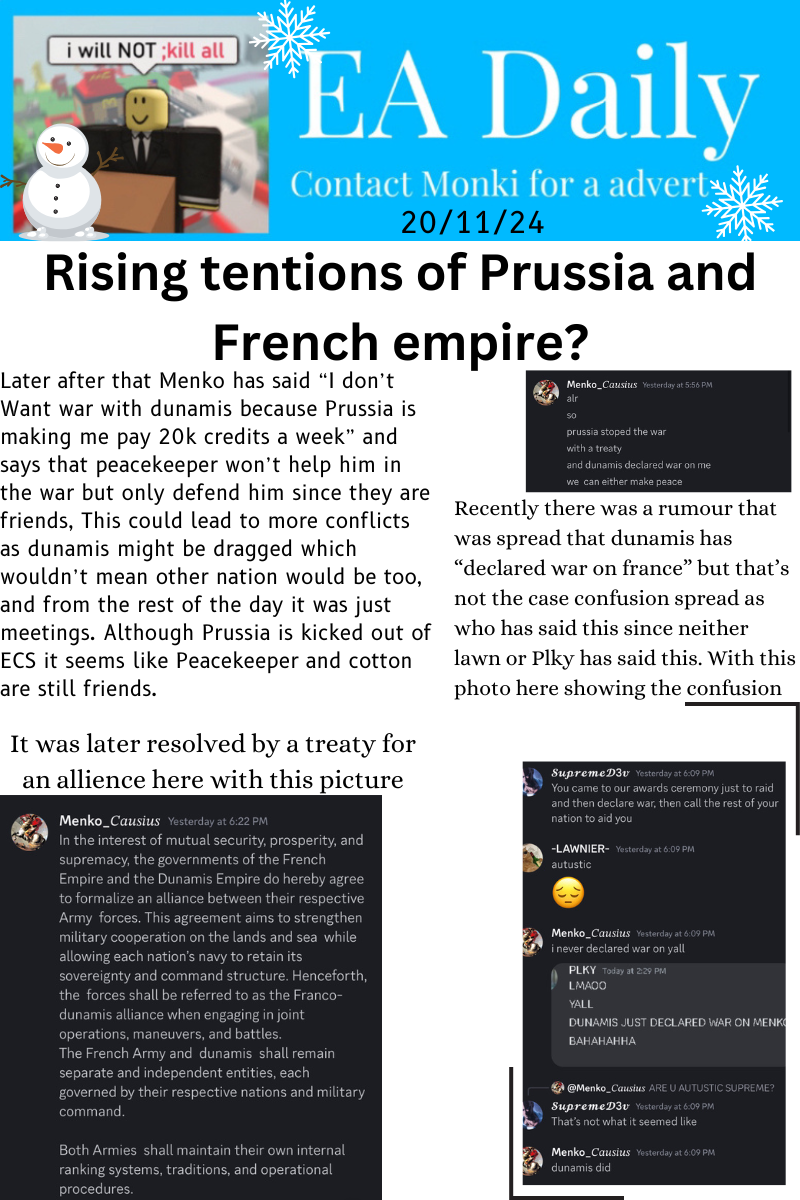 i will NOT ;kill all
EA Daily
Contact Monki for a advert
20/11/24
Rising tentions of Prussia and
French empire?
Later after that Menko has said “I don’t
Want war with dunamis because Prussia is
making me pay 20k credits a week” and
says that peacekeeper won’t help him in
the war but only defend him since they are
friends, This could lead to more conflicts
as dunamis might be dragged which
wouldn’t mean other nation would be too,
and from the rest of the day it was just
meetings. Although Prussia is kicked out of
ECS it seems like Peacekeeper and cotton
are still friends.
It was later resolved by a treaty for
an allience here with this picture
Menko_Causius Yesterday at 6:22 PM
In the interest of mutual security, prosperity, and
supremacy, the governments of the French
Empire and the Dunamis Empire do hereby agree
to formalize an alliance between their respective
Army forces. This agreement aims to strengthen
military cooperation on the lands and sea while
allowing each nation’s navy to retain its
sovereignty and command structure. Henceforth,
the forces shall be referred to as the Franco-
dunamis alliance when engaging in joint
operations, maneuvers, and battles.
The French Army and dunamis shall remain
separate and independent entities, each
governed by their respective nations and military
command.
Both Armies shall maintain their own internal
ranking systems, traditions, and operational
procedures.
Menko_Causius Yesterday at 5:56 PM
alr
so
prussia stoped the war
with a treaty
and dunamis declared war on me
we can either make peace
Recently there was a rumour that
was spread that dunamis has
“declared war on france” but that’s
not the case confusion spread as
who has said this since neither
lawn or Plky has said this. With this
photo here showing the confusion
SupremeD3v Yesterday at 6:09 PM
You came to our awards ceremony just to raid
and then declare war, then call the rest of your
nation to aid you
-LAWNIER- Yesterday at 6:09 PM
autustic
Menko_Causius Yesterday at 6:09 PM
i never declared war on yall
PLKY Today at 2:29 PM
LMAOO
YALL
DUNAMIS JUST DECLARED WAR ON MENK
BAHAHAHHA
@Menko_Causius ARE U AUTUSTIC SUPREME?
SupremeD3v Yesterday at 6:09 PM
That's not what it seemed like
Menko_Causius Yesterday at 6:09 PM
dunamis did